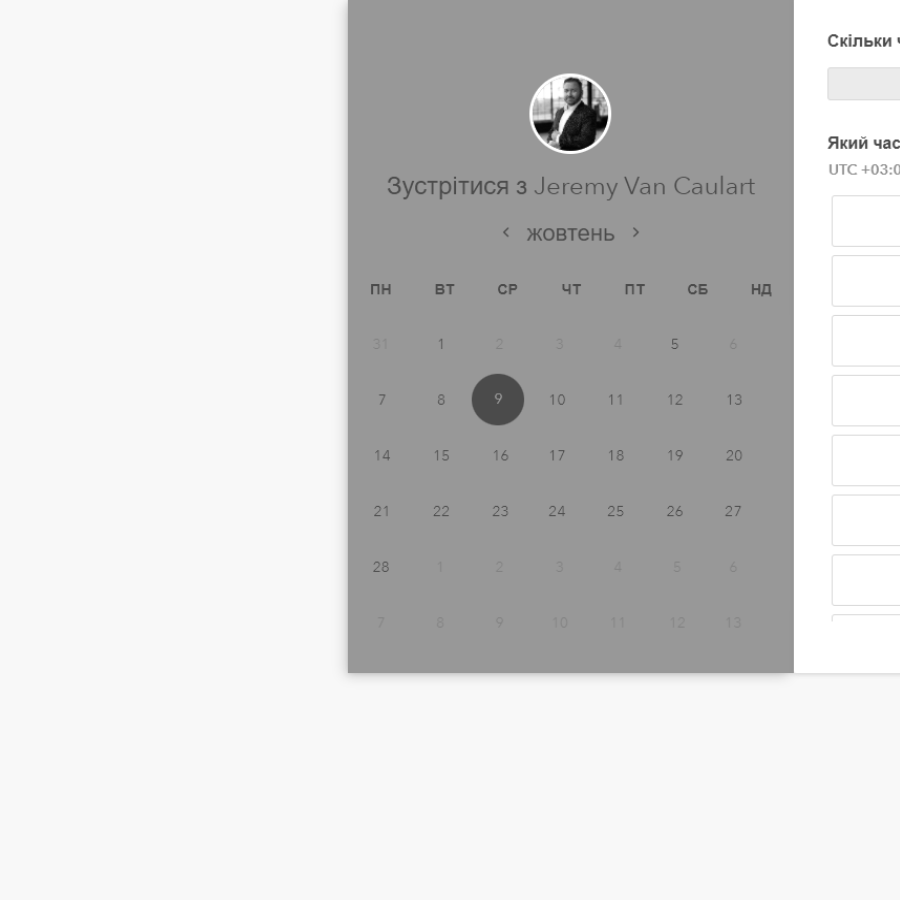 Зустрітися з Jeremy Van Caulart
жовтень
ПН ВТ СР ЧТ ПТ СБ НД
31 1 2 3 4 5 6
7 8 9 10 11 12 13
14 15 16 17 18 19 20
21 22 23 24 25 26 27
28 1 2 3 4 5 6
7 8 9 10 11 12 13
Скільки
Який час
UTC +03:0